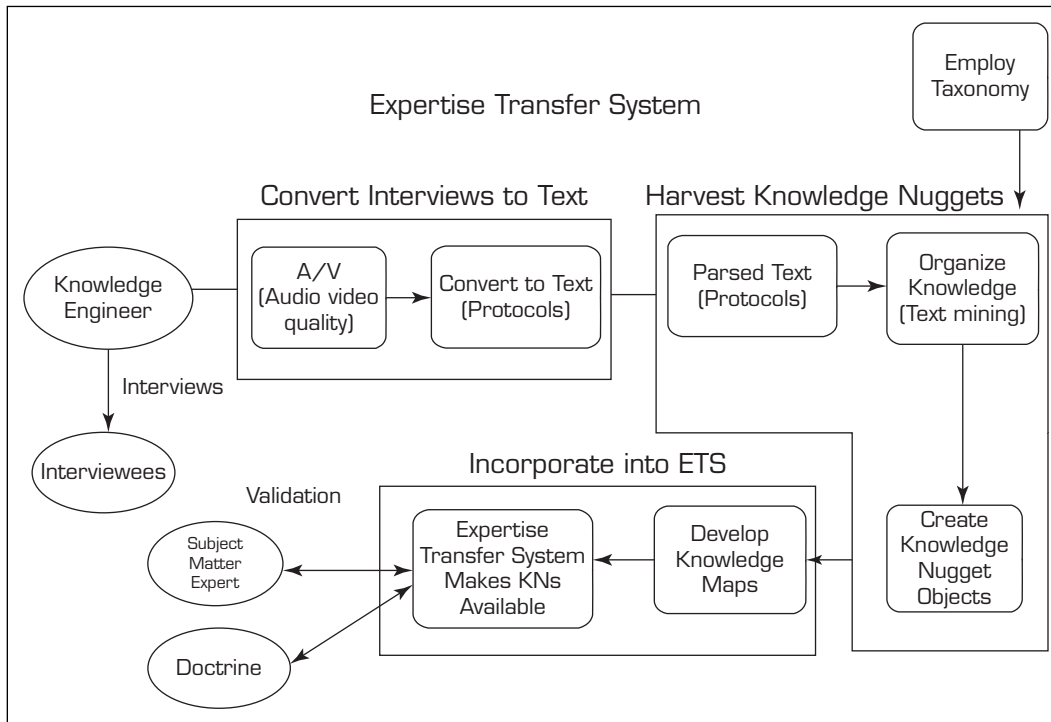 Employ
Taxonomy
Expertise Transfer System
Convert Interviews to Text
Harvest Knowledge Nuggets
Knowledge
Engineer
A/V
(Audio video
quality)
Convert to Text
(Protocols)
Parsed Text
(Protocols)
Organize
Knowledge
(Text mining)
Interviews
Interviewees
Incorporate into ETS
Validation
Subject
Matter
Expert
Expertise
Transfer System
Makes KNs
Available
Develop
Knowledge
Maps
Create
Knowledge
Nugget
Objects
Doctrine